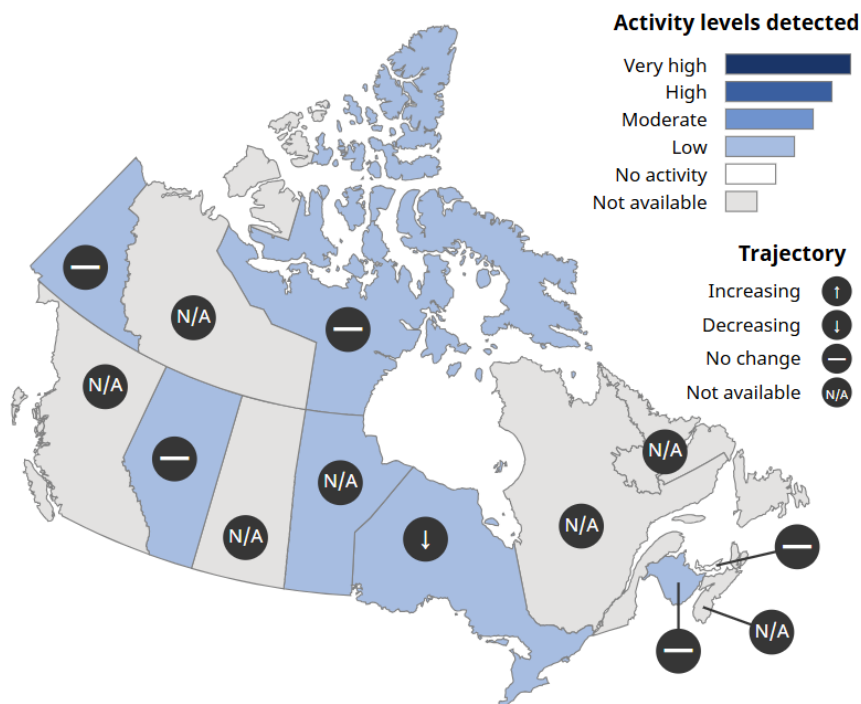 Activity levels detected
Very high
High
Moderate
Low
No activity
Not available
Trajectory
Increasing ↑
Decreasing ↓
No change —
Not available N/A
—
N/A
—
N/A
—
N/A
N/A
N/A
↓
N/A
N/A
—
N/A
—